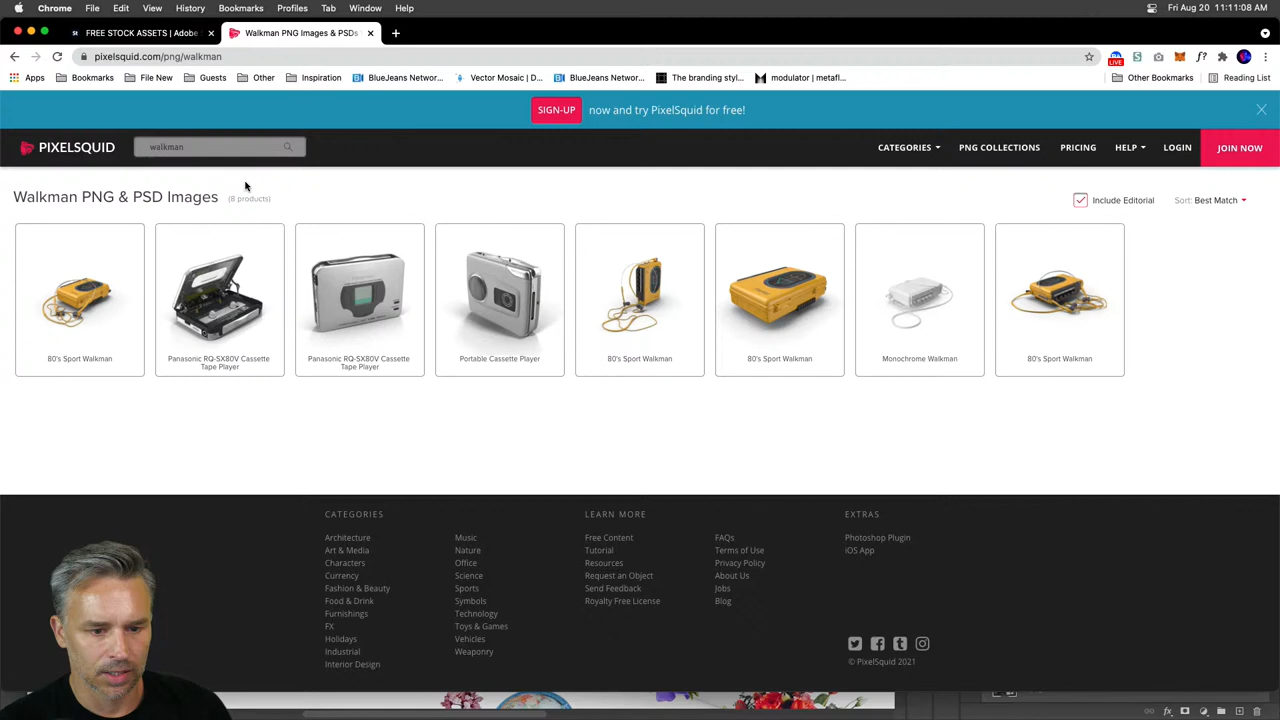 Chrome File Edit View History Bookmarks Profiles Tab Window Help Fri Aug 20 11:11:08 AM
FREE STOCK ASSETS | Adobe Walkman PNG Images & PSDs
pixelsquid.com/png/walkman
LIVE
Apps Bookmarks File New Guests Other Inspiration BlueJeans Networ... Vector Mosaic | D... BlueJeans Networ... The branding styl... modulator | metafl... Other Bookmarks Reading List
SIGN-UP now and try PixelSquid for free!
PIXELSQUID walkman CATEGORIES PNG COLLECTIONS PRICING HELP LOGIN JOIN NOW
Walkman PNG & PSD Images (8 products) Include Editorial Sort: Best Match
80's Sport Walkman
Panasonic RQ-SX80V Cassette
Tape Player
Panasonic RQ-SX80V Cassette
Tape Player
Portable Cassette Player
80's Sport Walkman
80's Sport Walkman
Monochrome Walkman
80's Sport Walkman
CATEGORIES
Architecture
Art & Media
Characters
Currency
Fashion & Beauty
Food & Drink
Furnishings
FX
Holidays
Industrial
Interior Design
Music
Nature
Office
Science
Sports
Symbols
Technology
Toys & Games
Vehicles
Weaponry
LEARN MORE
Free Content
Tutorial
Resources
Request an Object
Send Feedback
Royalty Free License
FAQs
Terms of Use
Privacy Policy
About Us
Jobs
Blog
EXTRAS
Photoshop Plugin
iOS App
© PixelSquid 2021
fx